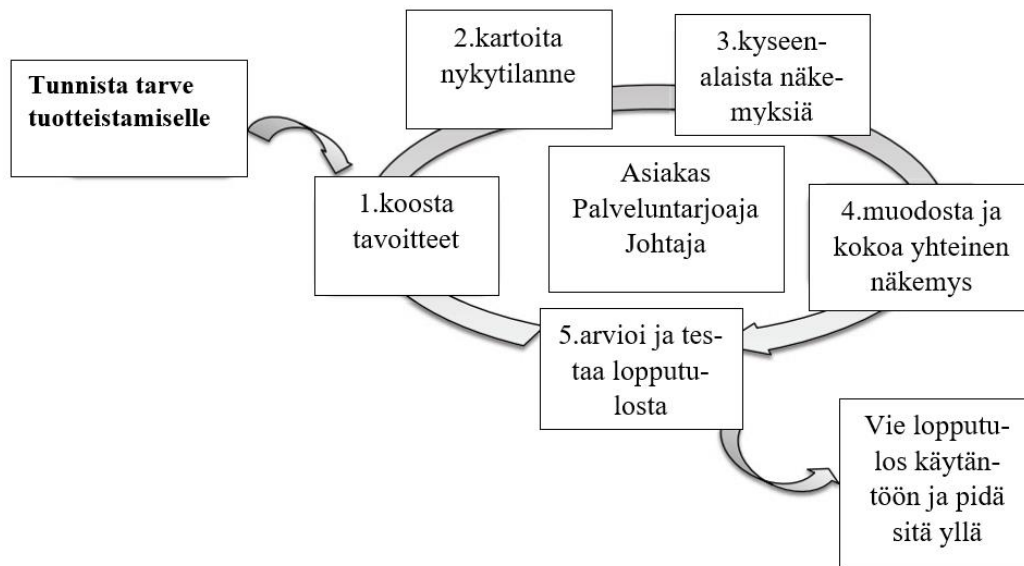 Tunnista tarve
tuotteistamiselle
1.koosta
tavoitteet
2.kartoita
nykytilanne
3.kyseen-
alaista näke-
myksiä
4.muodosta ja
kokoa yhteinen
näkemys
5.arvioi ja tes-
taa lopputu-
losta
Asiakas
Palveluntarjoaja
Johtaja
Vie lopputu-
los käytän-
töön ja pidä
sitä yllä